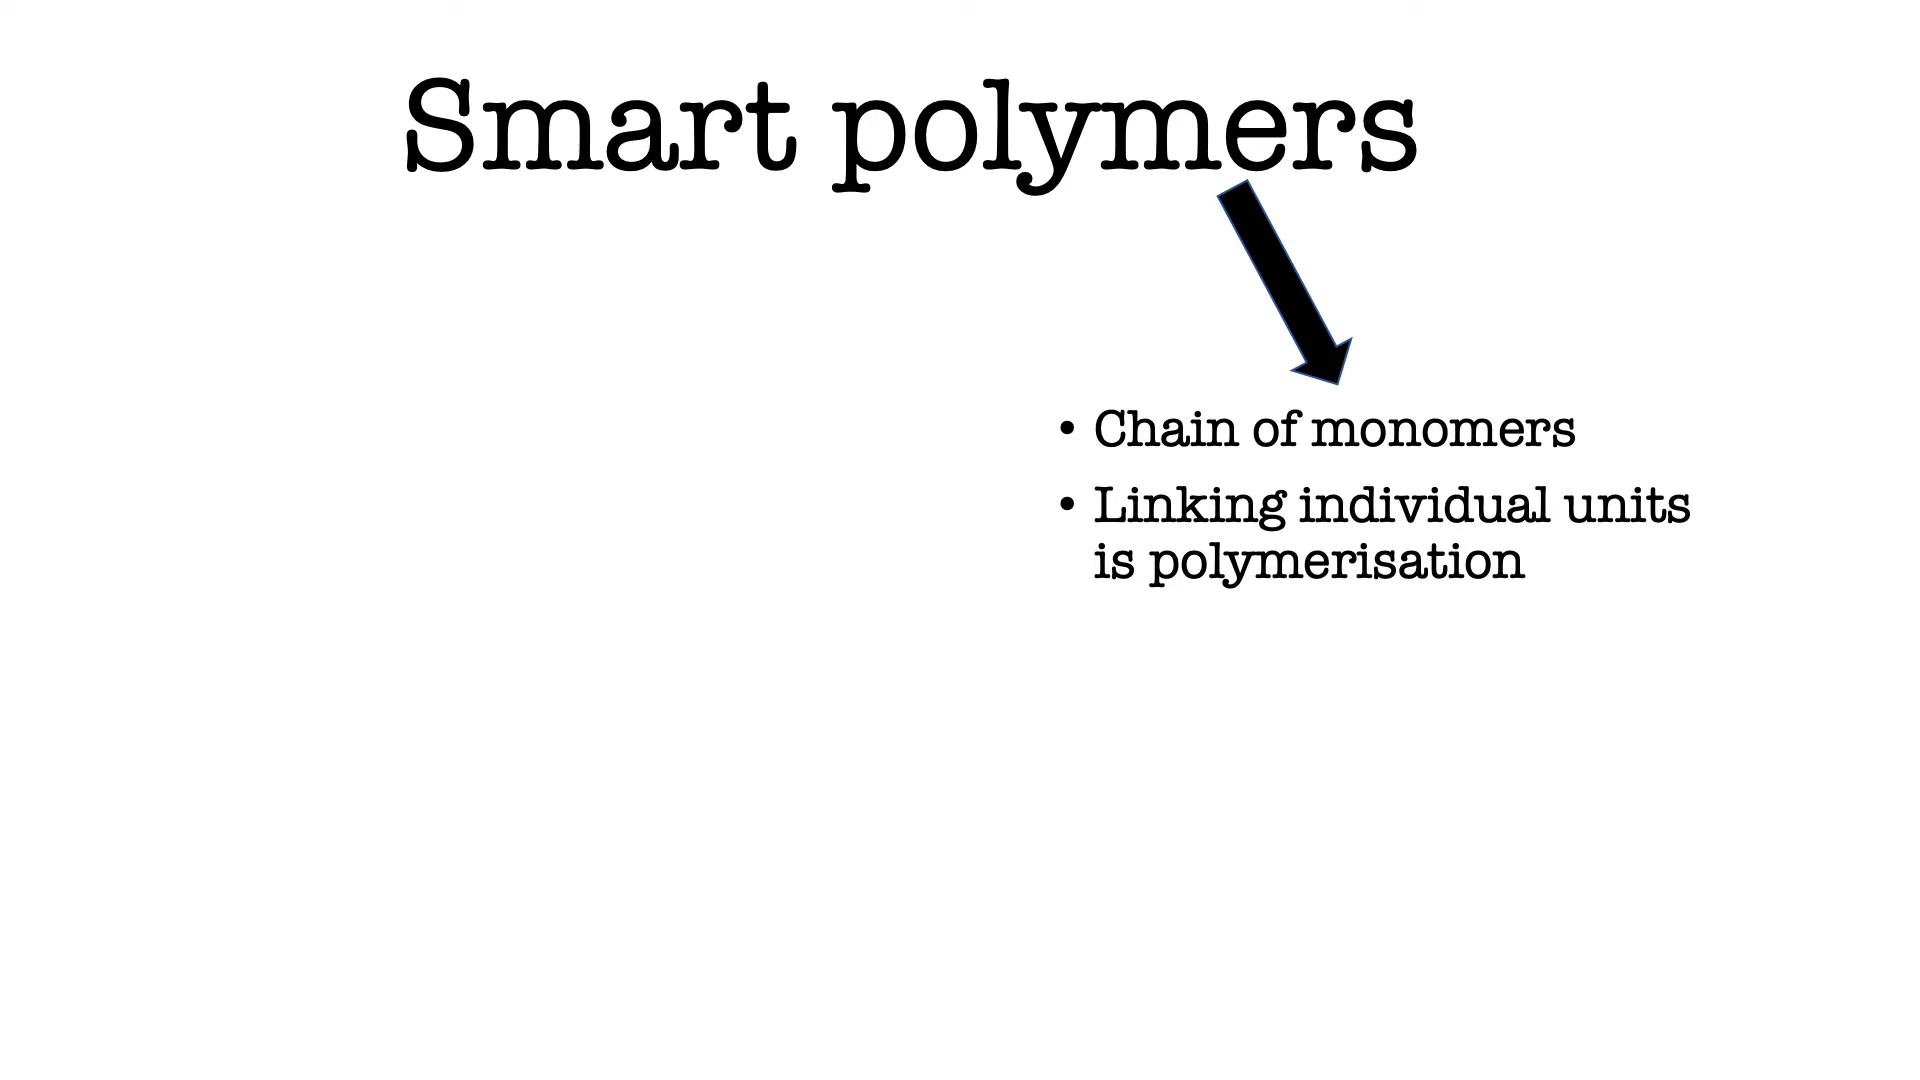 Smart polymers
• Chain of monomers
• Linking individual units
is polymerisation